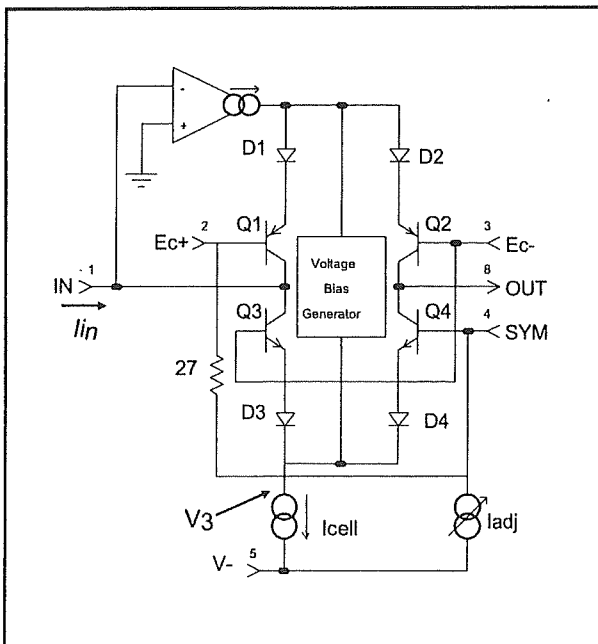 -
+
D1
D2
Q1
Q2
2
3
Ec+
Ec-
Voltage
Bias
Generator
IN
1
8
OUT
Iin
Q3
Q4
4
SYM
27
D3
D4
V3
Icell
Iadj
V-
5